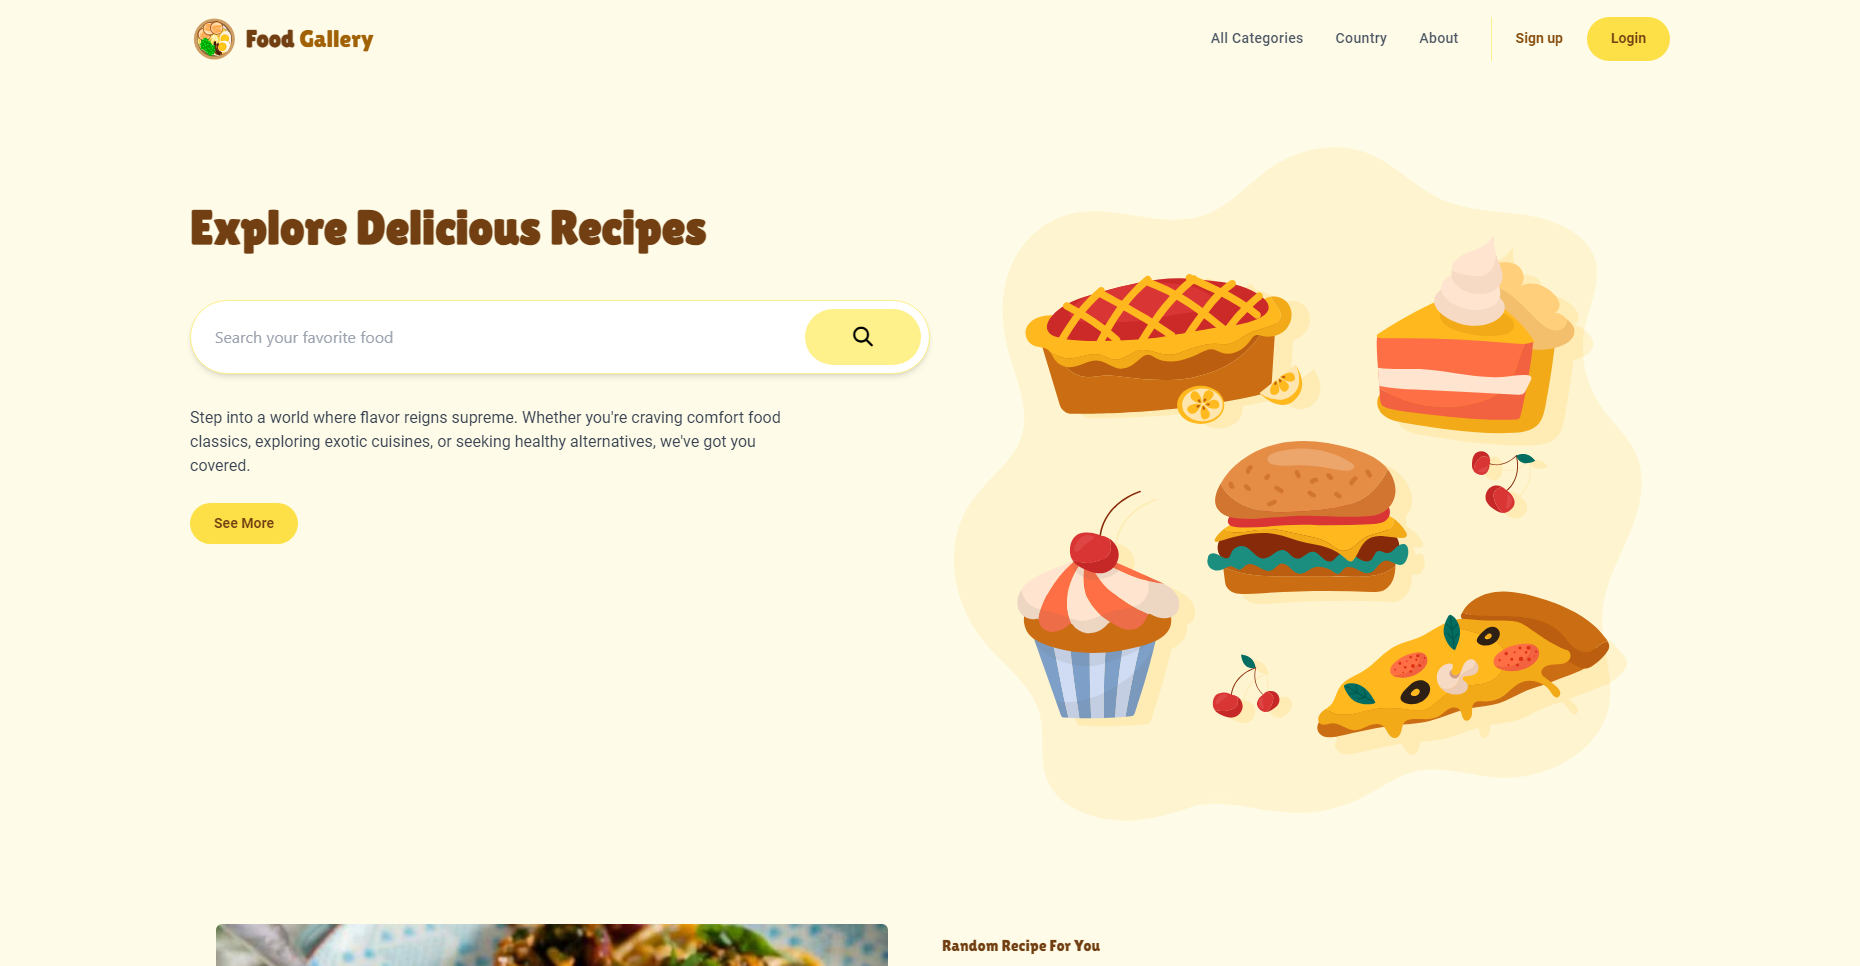 Food Gallery
All Categories
Country
About
Sign up
Login
Explore Delicious Recipes
Search your favorite food
Step into a world where flavor reigns supreme. Whether you're craving comfort food
classics, exploring exotic cuisines, or seeking healthy alternatives, we've got you
covered.
See More
Random Recipe For You